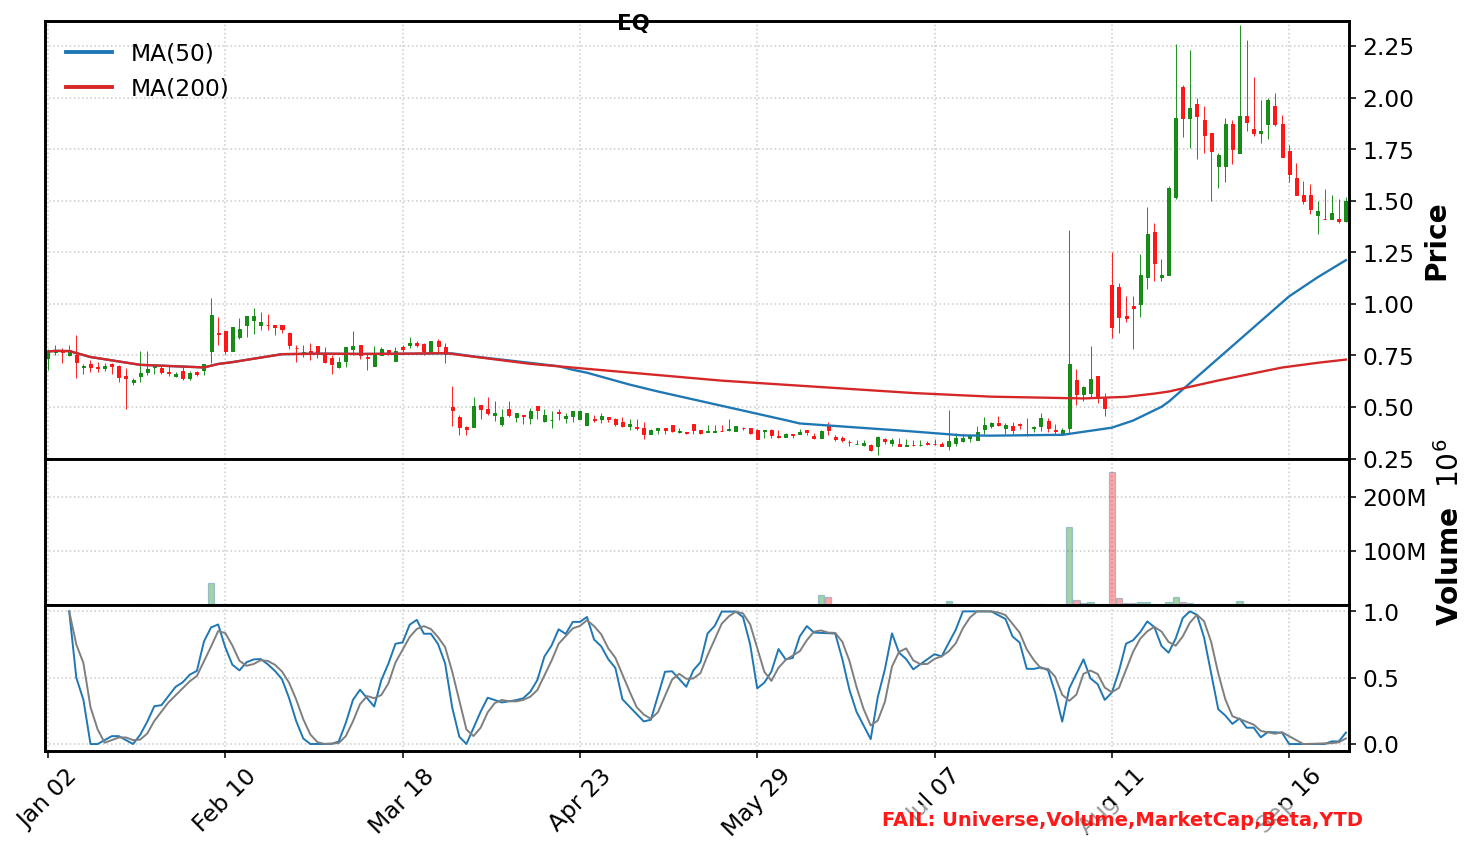 EQ
MA(50)
MA(200)
2.25
2.00
1.75
1.50
1.25
1.00
0.75
0.50
0.25
Price
200M
100M
Volume 10^6
1.0
0.5
0.0
Jan 02
Feb 10
Mar 18
Apr 23
May 29
Jul 07
Aug 11
Sep 16
FAIL: Universe,Volume,MarketCap,Beta,YTD